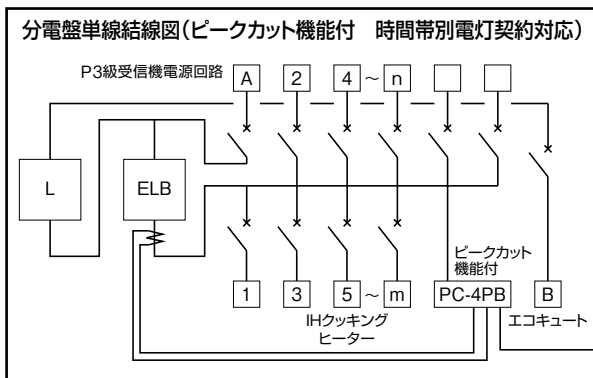 分電盤単線結線図(ピークカット機能付　時間帯別電灯契約対応)
P3級受信機電源回路
A 2 4 ~ n
L ELB
ピークカット
機能付
1 3 5 ~ m PC-4PB B
IHクッキング
ヒーター
エコキュート